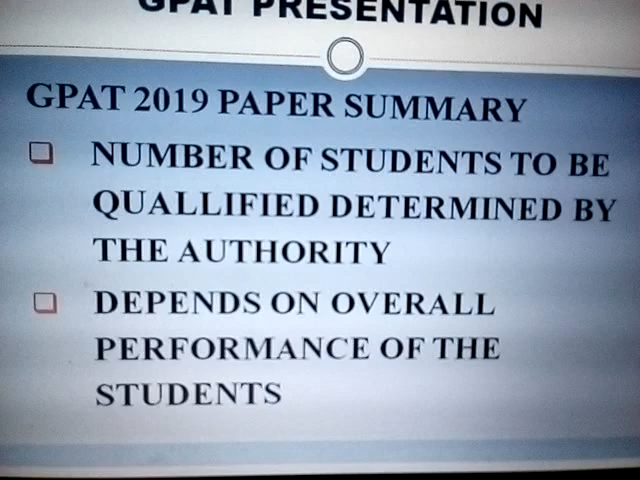 GPAT PRESENTATION
GPAT 2019 PAPER SUMMARY
NUMBER OF STUDENTS TO BE
QUALLIFIED DETERMINED BY
THE AUTHORITY
DEPENDS ON OVERALL
PERFORMANCE OF THE
STUDENTS